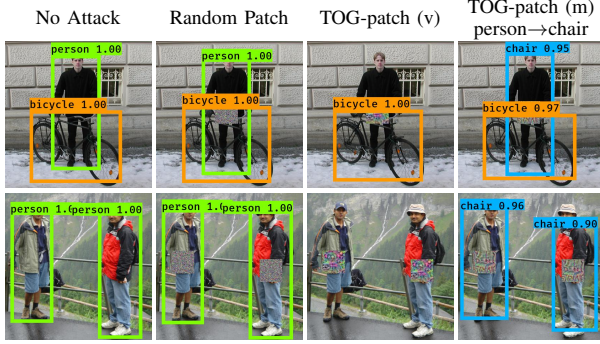 No Attack
Random Patch
TOG-patch (v)
TOG-patch (m)
person→chair
person 1.00
bicycle 1.00
person 1.00
bicycle 1.00
bicycle 1.00
chair 0.95
bicycle 0.97
person 1.0
person 1.00
person 1.0
person 1.00
chair 0.96
chair 0.90